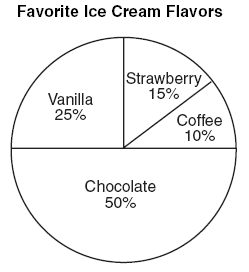 Favorite Ice Cream Flavors
Strawberry
15%
Vanilla
25%
Coffee
10%
Chocolate
50%